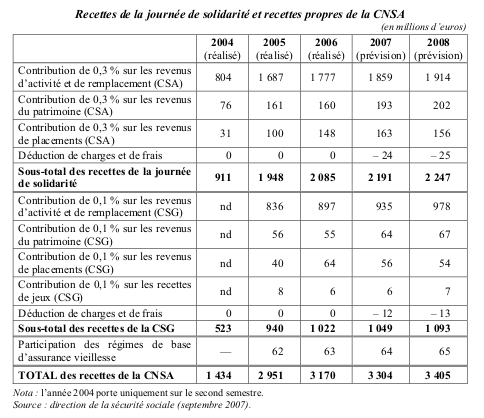 Recettes de la journée de solidarité et recettes propres de la CNSA
(en millions d'euros)
2004 2005 2006 2007 2008
(réalisé) (réalisé) (réalisé) (prévision) (prévision)
Contribution de 0,3 % sur les revenus
d'activité et de remplacement (CSA) 804 1 687 1 777 1 859 1 914
Contribution de 0,3 % sur les revenus
du patrimoine (CSA) 76 161 160 193 202
Contribution de 0,3 % sur les revenus
de placements (CSA) 31 100 148 163 156
Déduction de charges et de frais 0 0 0 – 24 – 25
Sous-total des recettes de la journée
de solidarité 911 1 948 2 085 2 191 2 247
Contribution de 0,1 % sur les revenus
d'activité et de remplacement (CSG) nd 836 897 935 978
Contribution de 0,1 % sur les revenus
du patrimoine (CSG) nd 56 55 64 67
Contribution de 0,1 % sur les revenus
de placements (CSG) nd 40 64 56 54
Contribution de 0,1 % sur les recettes
de jeux (CSG) nd 8 6 6 7
Déduction de charges et de frais 0 0 0 – 12 – 13
Sous-total des recettes de la CSG 523 940 1 022 1 049 1 093
Participation des régimes de base
d'assurance vieillesse — 62 63 64 65
TOTAL des recettes de la CNSA 1 434 2 951 3 170 3 304 3 405
Nota : l'année 2004 porte uniquement sur le second semestre.
Source : direction de la sécurité sociale (septembre 2007).